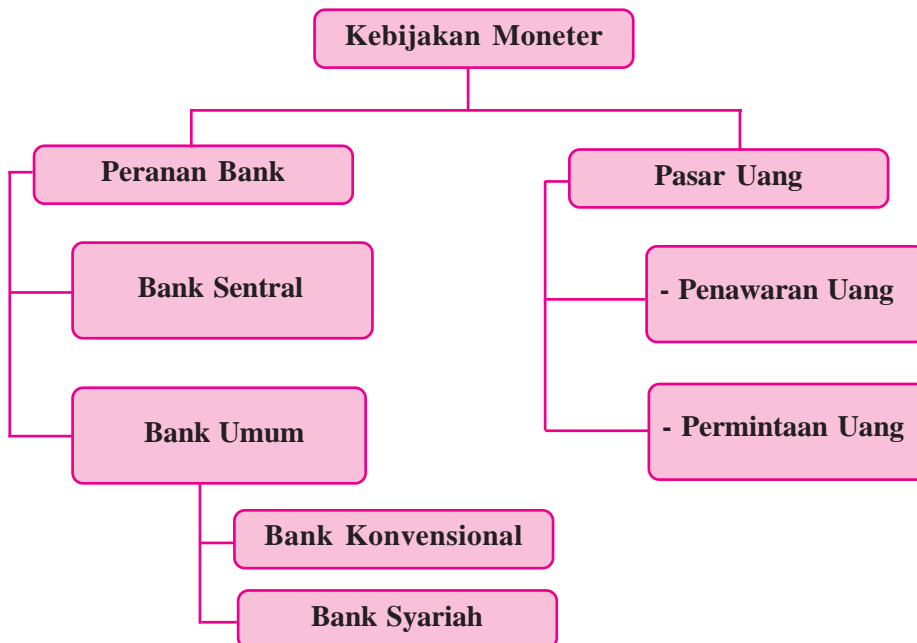 Kebijakan Moneter
Peranan Bank
Pasar Uang
Bank Sentral
- Penawaran Uang
Bank Umum
- Permintaan Uang
Bank Konvensional
Bank Syariah